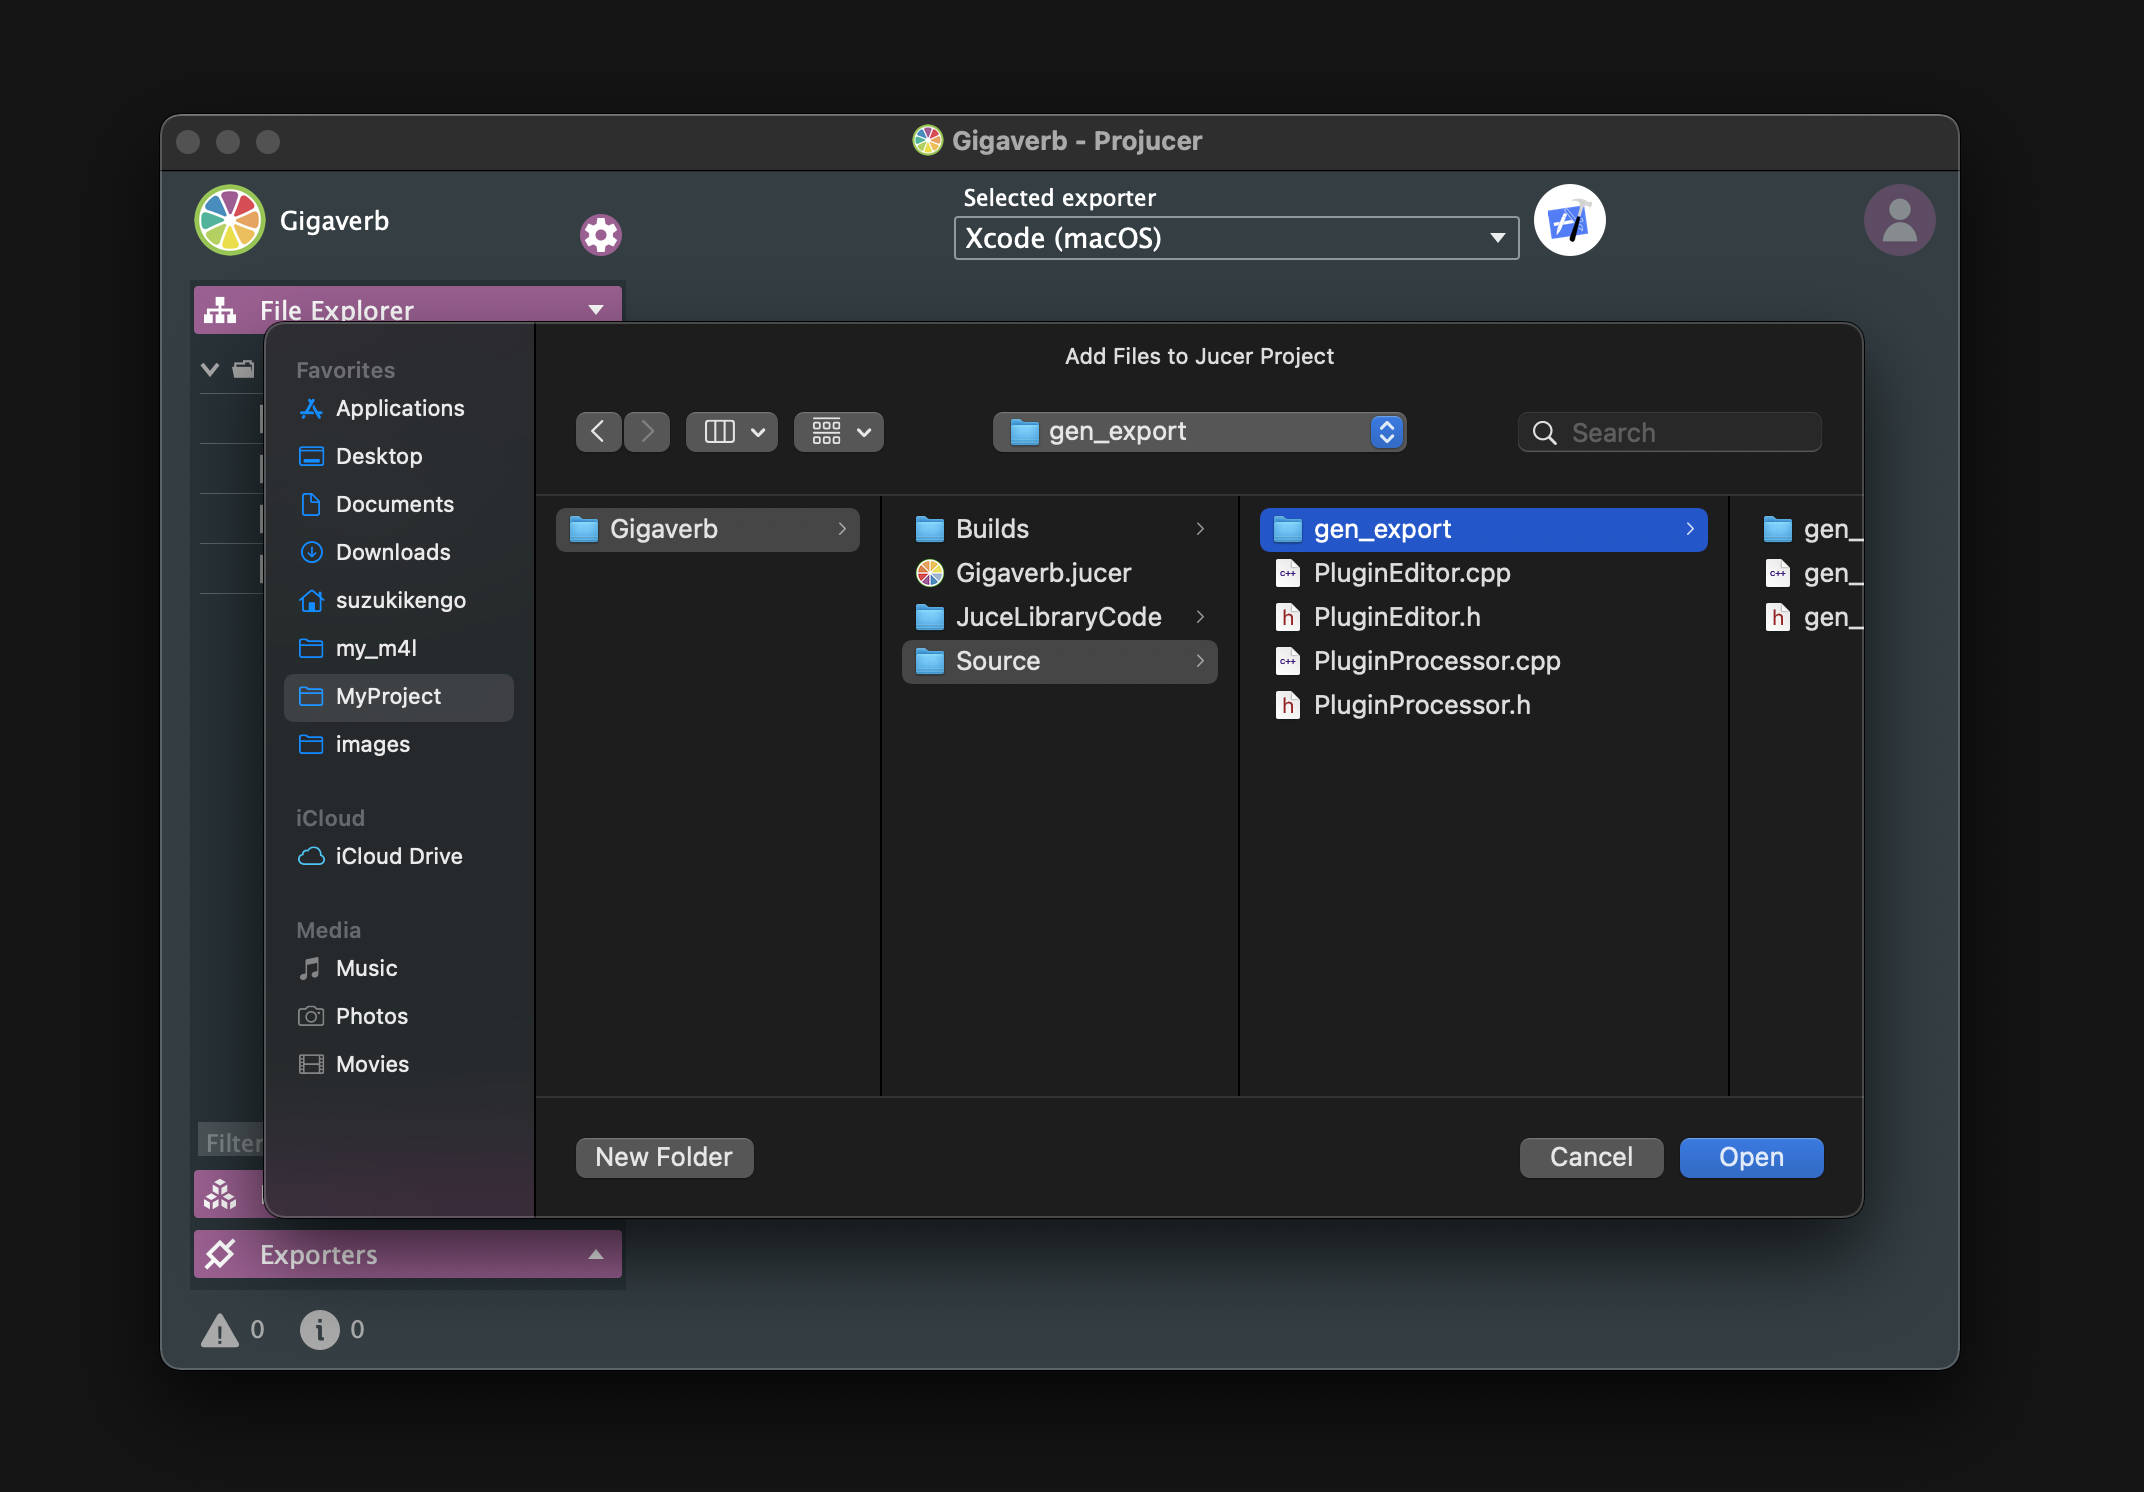 Gigaverb - Projucer
Gigaverb
Selected exporter
Xcode (macOS)
File Explorer
Add Files to Jucer Project
Favorites
Applications
Desktop
Documents
Downloads
suzukikengo
my_m4l
MyProject
images
iCloud
iCloud Drive
Media
Music
Photos
Movies
gen_export
Search
Gigaverb
Builds
Gigaverb.jucer
JuceLibraryCode
Source
gen_export
PluginEditor.cpp
PluginEditor.h
PluginProcessor.cpp
PluginProcessor.h
gen_
gen_
gen_
C++
h
C++
h
C++
h
New Folder
Cancel
Open
Filter
Exporters
0
0